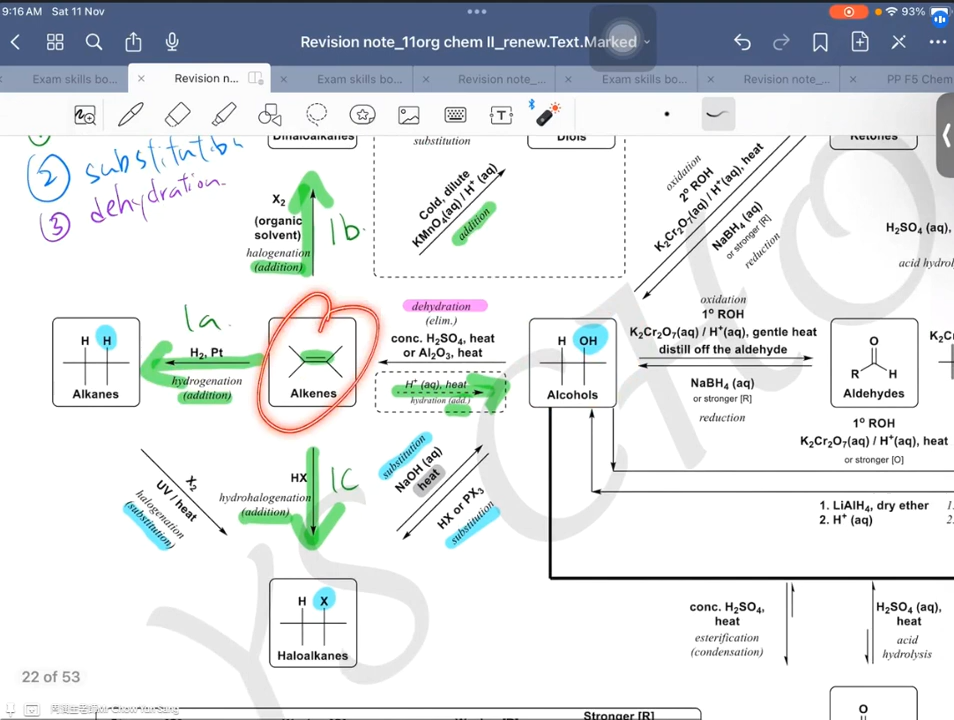 9:16 AM Sat 11 Nov
93%
Revision note_11org chem II_renew.Text.Marked
Exam skills bo...
Revision n...
Exam skills bo...
Revision note_...
Exam skills bo...
Revision note_...
PP F5 Chem
② substitution
③ dehydration.
Dihaloalkanes
substitution
Diols
Ketones
X₂
(organic
solvent)
halogenation
(addition)
1b.
Cold, dilute
KMnO₄(aq) / H⁺ (aq)
addition
oxidation
2° ROH
K₂Cr₂O₇(aq) / H⁺(aq), heat
NaBH₄ (aq)
or stronger [R]
reduction
H₂SO₄ (aq),
acid hydrol
1a.
H H
Alkanes
H₂, Pt
hydrogenation
(addition)
Alkenes
dehydration
(elim.)
conc. H₂SO₄, heat
or Al₂O₃, heat
H⁺ (aq), heat
hydration (add.)
H OH
Alcohols
oxidation
1° ROH
K₂Cr₂O₇(aq) / H⁺(aq), gentle heat
distill off the aldehyde
NaBH₄ (aq)
or stronger [R]
reduction
O
R H
Aldehydes
K₂C
1° ROH
K₂Cr₂O₇(aq) / H⁺(aq), heat
or stronger [O]
X₂
UV / heat
halogenation
(substitution)
HX
hydrohalogenation
(addition)
1C
substitution
NaOH (aq)
heat
HX or PX₃
substitution
1. LiAlH₄, dry ether
2. H⁺ (aq)
1.
2.
H X
Haloalkanes
conc. H₂SO₄,
heat
esterification
(condensation)
H₂SO₄ (aq),
heat
acid
hydrolysis
O
22 of 53
Stronger [R]
YS CHO